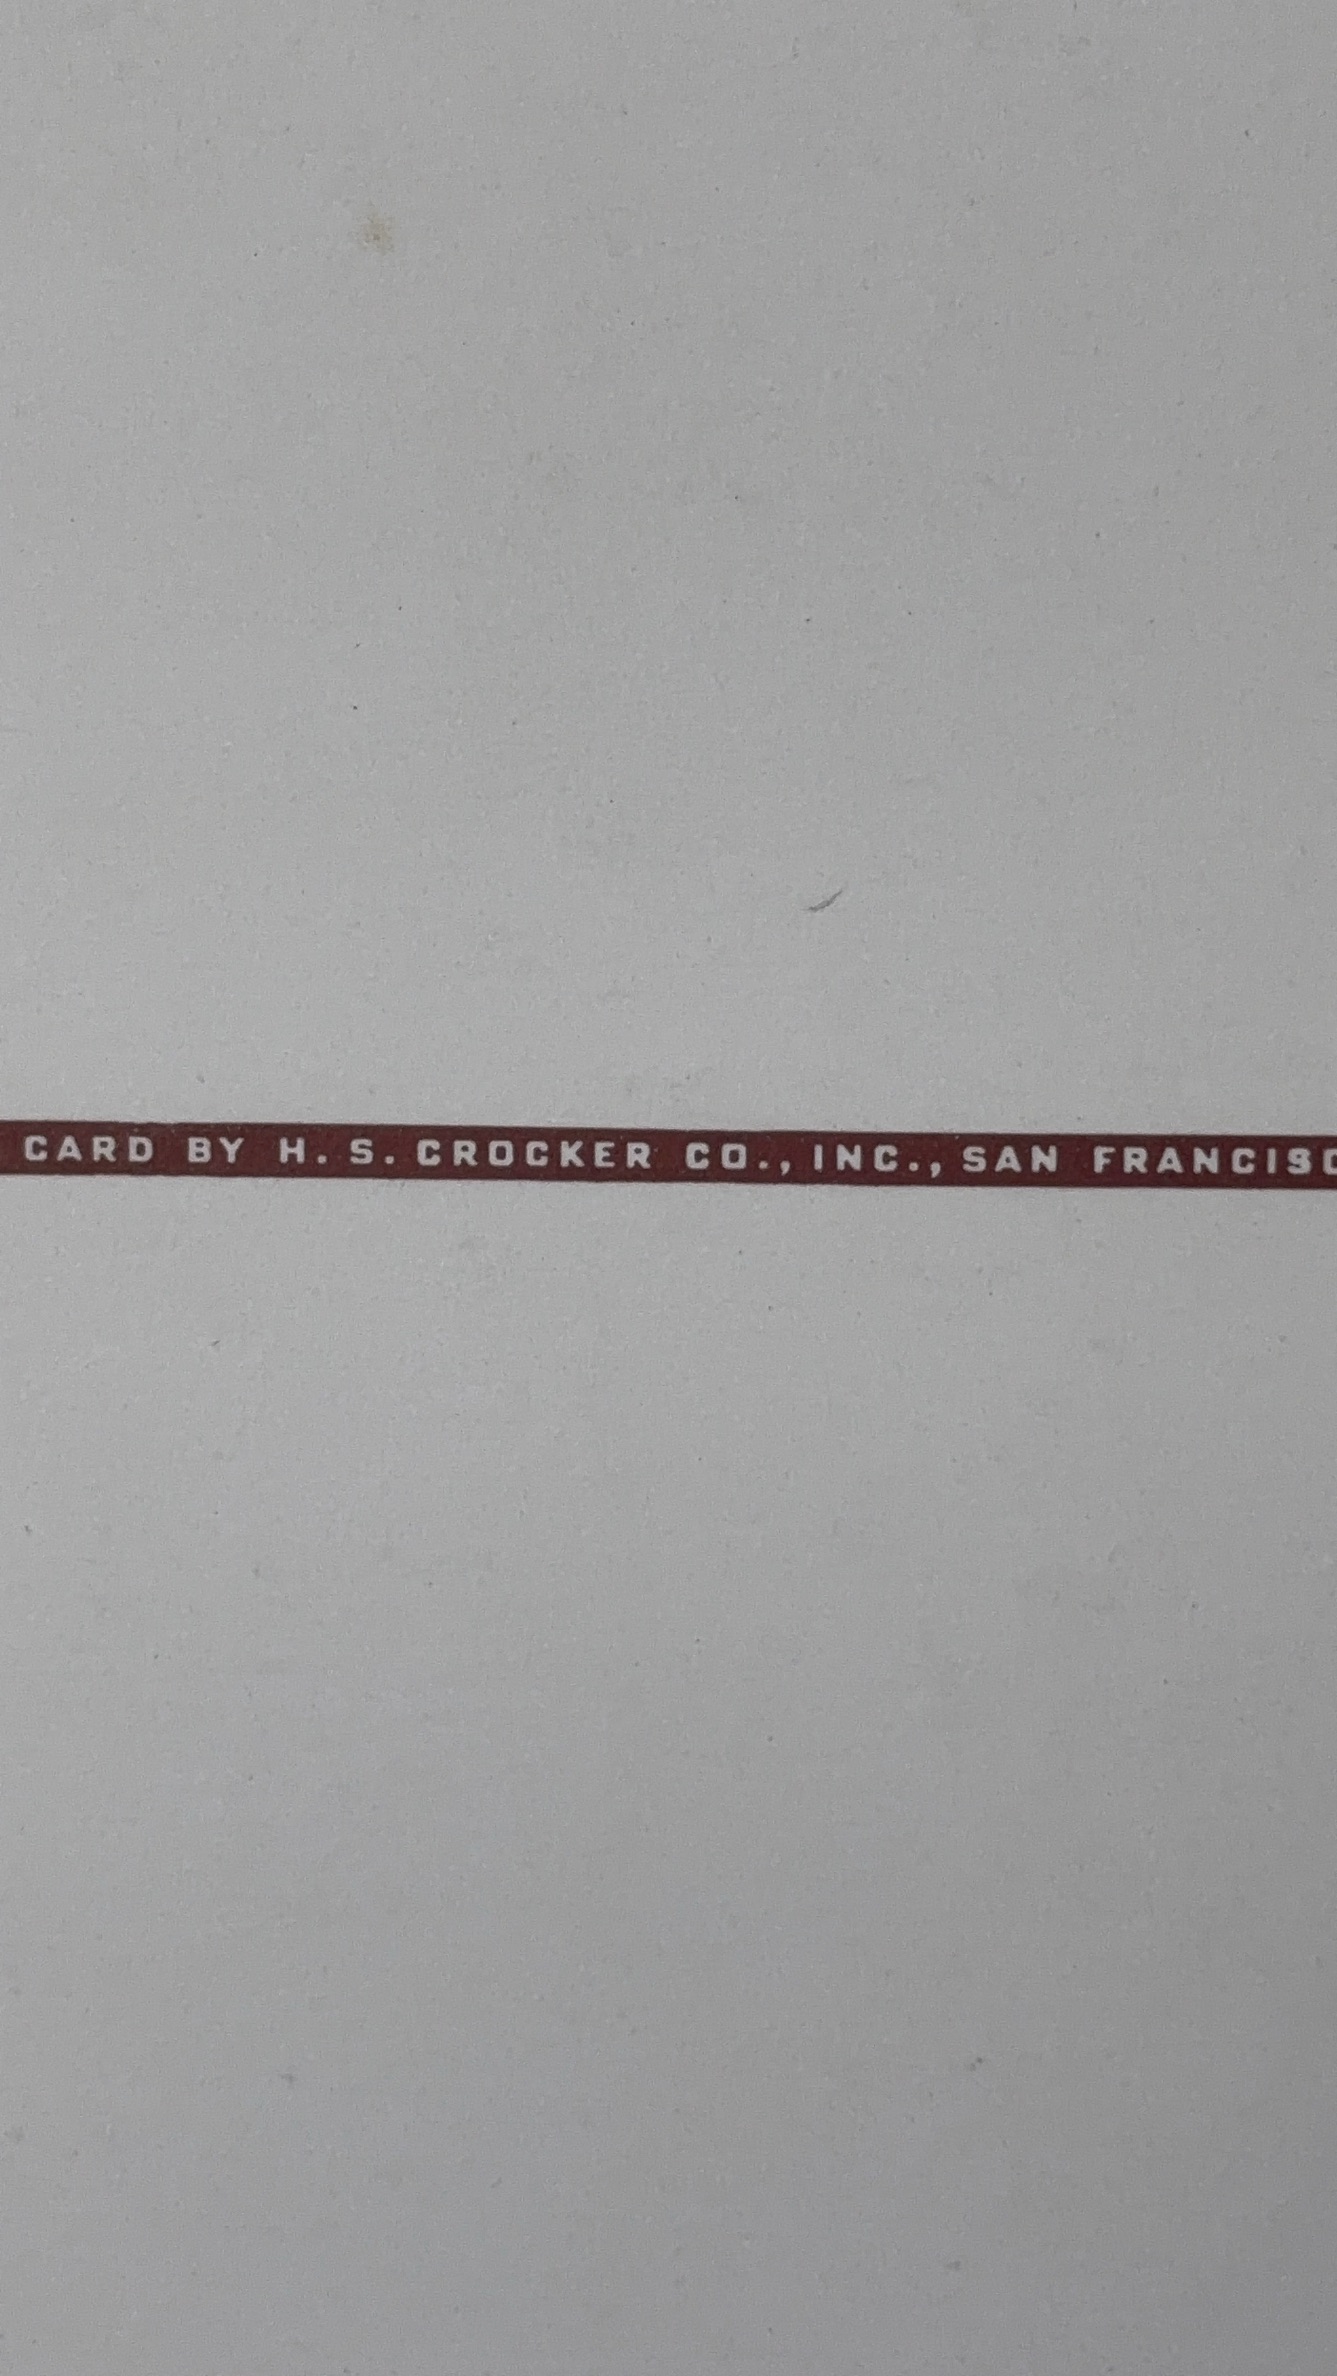 CARD BY H. S. CROCKER CO., INC., SAN FRANCISC